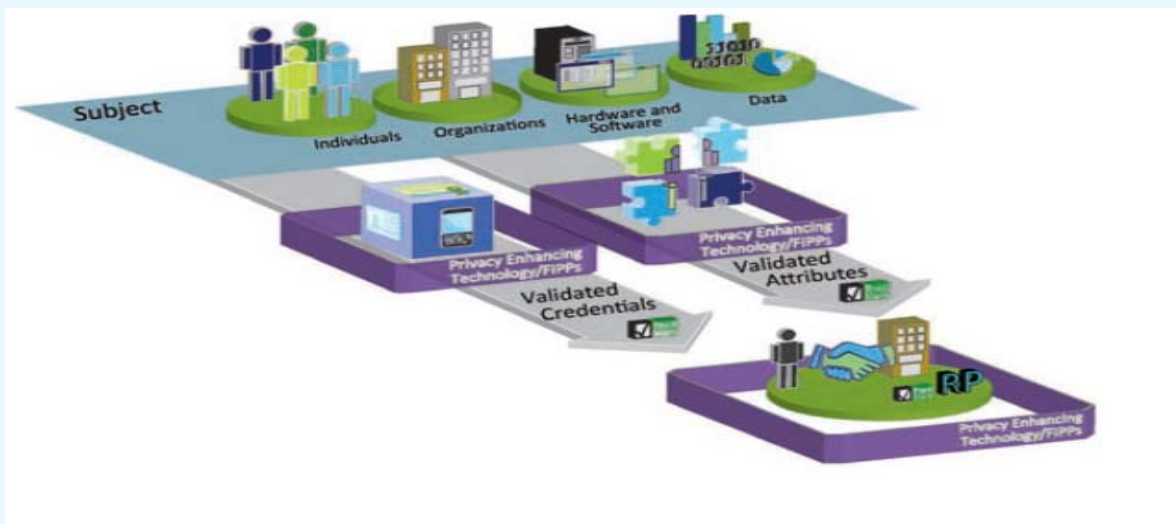 Subject
Individuals
Organizations
Hardware and
Software
Data
Privacy Enhancing
Technology/FIPPs
Privacy Enhancing
Technology/FIPPs
Validated
Attributes
Validated
Credentials
RP
Privacy Enhancing
Technology/FIPPs